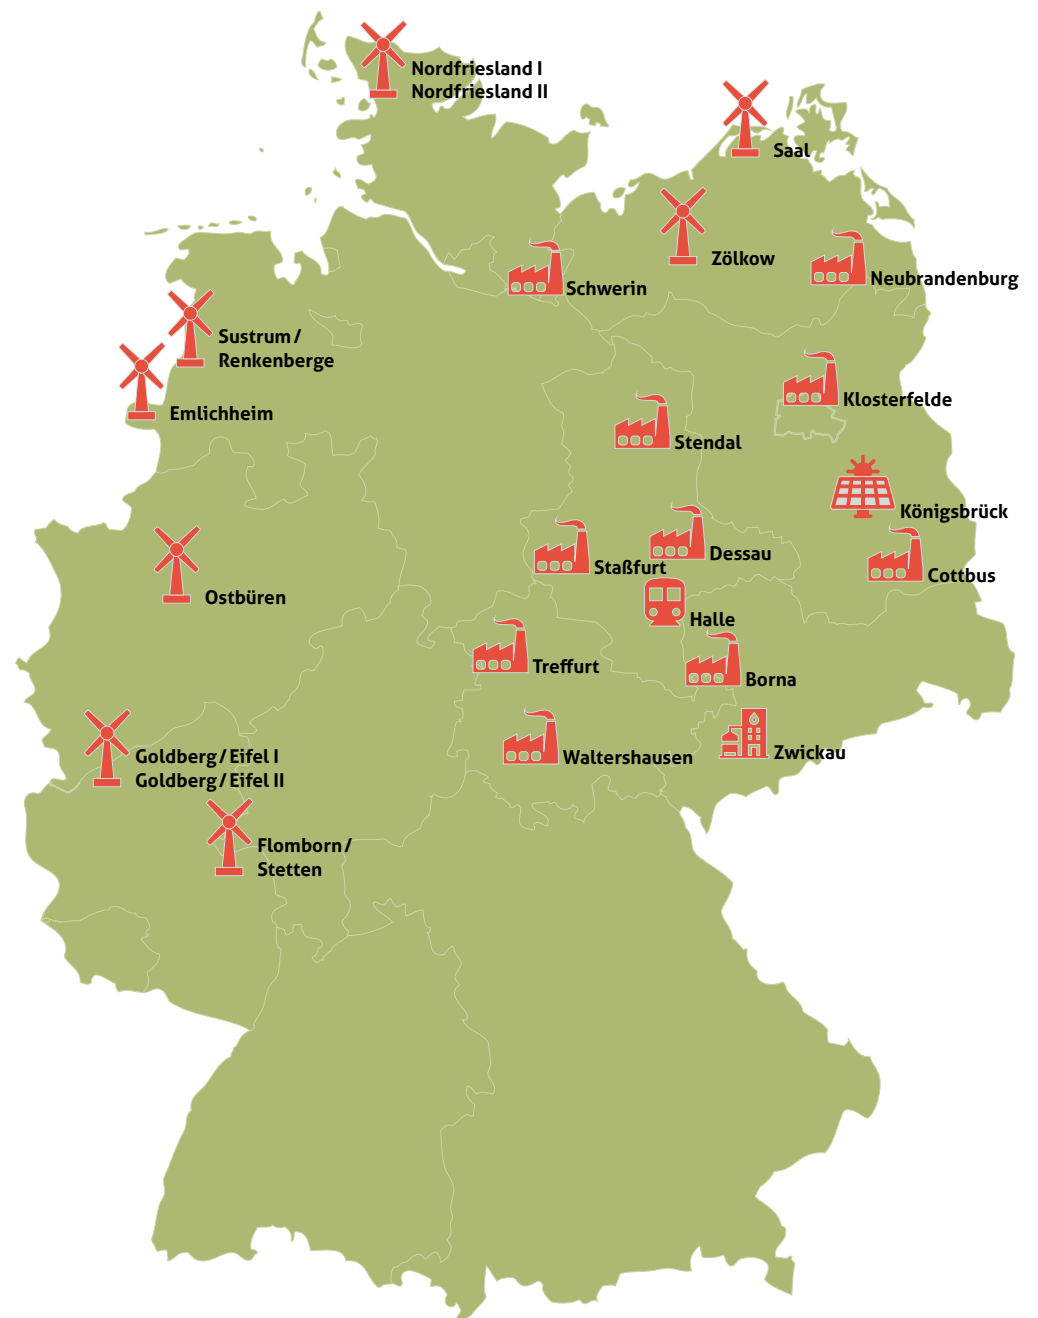 Nordfriesland I
Nordfriesland II
Saal
Zölkow
Neubrandenburg
Schwerin
Sustrum/
Renkenberge
Klosterfelde
Emlichheim
Stendal
Königsbrück
Dessau
Staßfurt
Cottbus
Ostbüren
Halle
Treffurt
Borna
Zwickau
Goldberg/Eifel I
Waltershausen
Goldberg/Eifel II
Flomborn/
Stetten